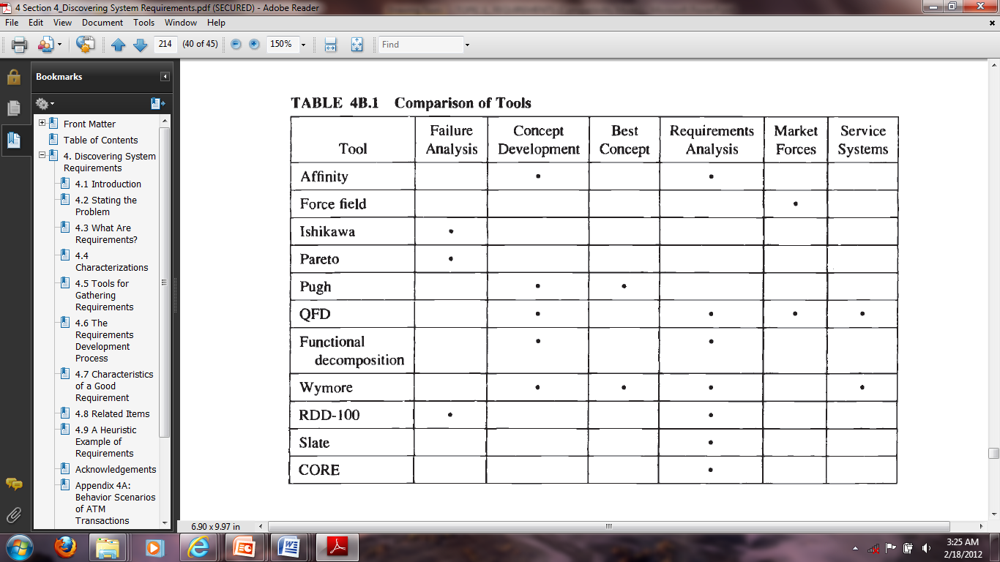 4 Section 4_Discovering System Requirements.pdf (SECURED) - Adobe Reader
File Edit View Document Tools Window Help
214 (40 of 45) 150% Find
Bookmarks
Front Matter
Table of Contents
4. Discovering System
Requirements
4.1 Introduction
4.2 Stating the
Problem
4.3 What Are
Requirements?
4.4
Characterizations
4.5 Tools for
Gathering
Requirements
4.6 The
Requirements
Development
Process
4.7 Characteristics
of a Good
Requirement
4.8 Related Items
4.9 A Heuristic
Example of
Requirements
Acknowledgements
Appendix 4A:
Behavior Scenarios
of ATM
Transactions
TABLE 4B.1 Comparison of Tools
Failure Concept Best Requirements Market Service
Tool Analysis Development Concept Analysis Forces Systems
Affinity • •
Force field •
Ishikawa •
Pareto •
Pugh • •
QFD • • • •
Functional • •
decomposition
Wymore • • • •
RDD-100 • •
Slate •
CORE •
6.90 x 9.97 in
3:25 AM
2/18/2012